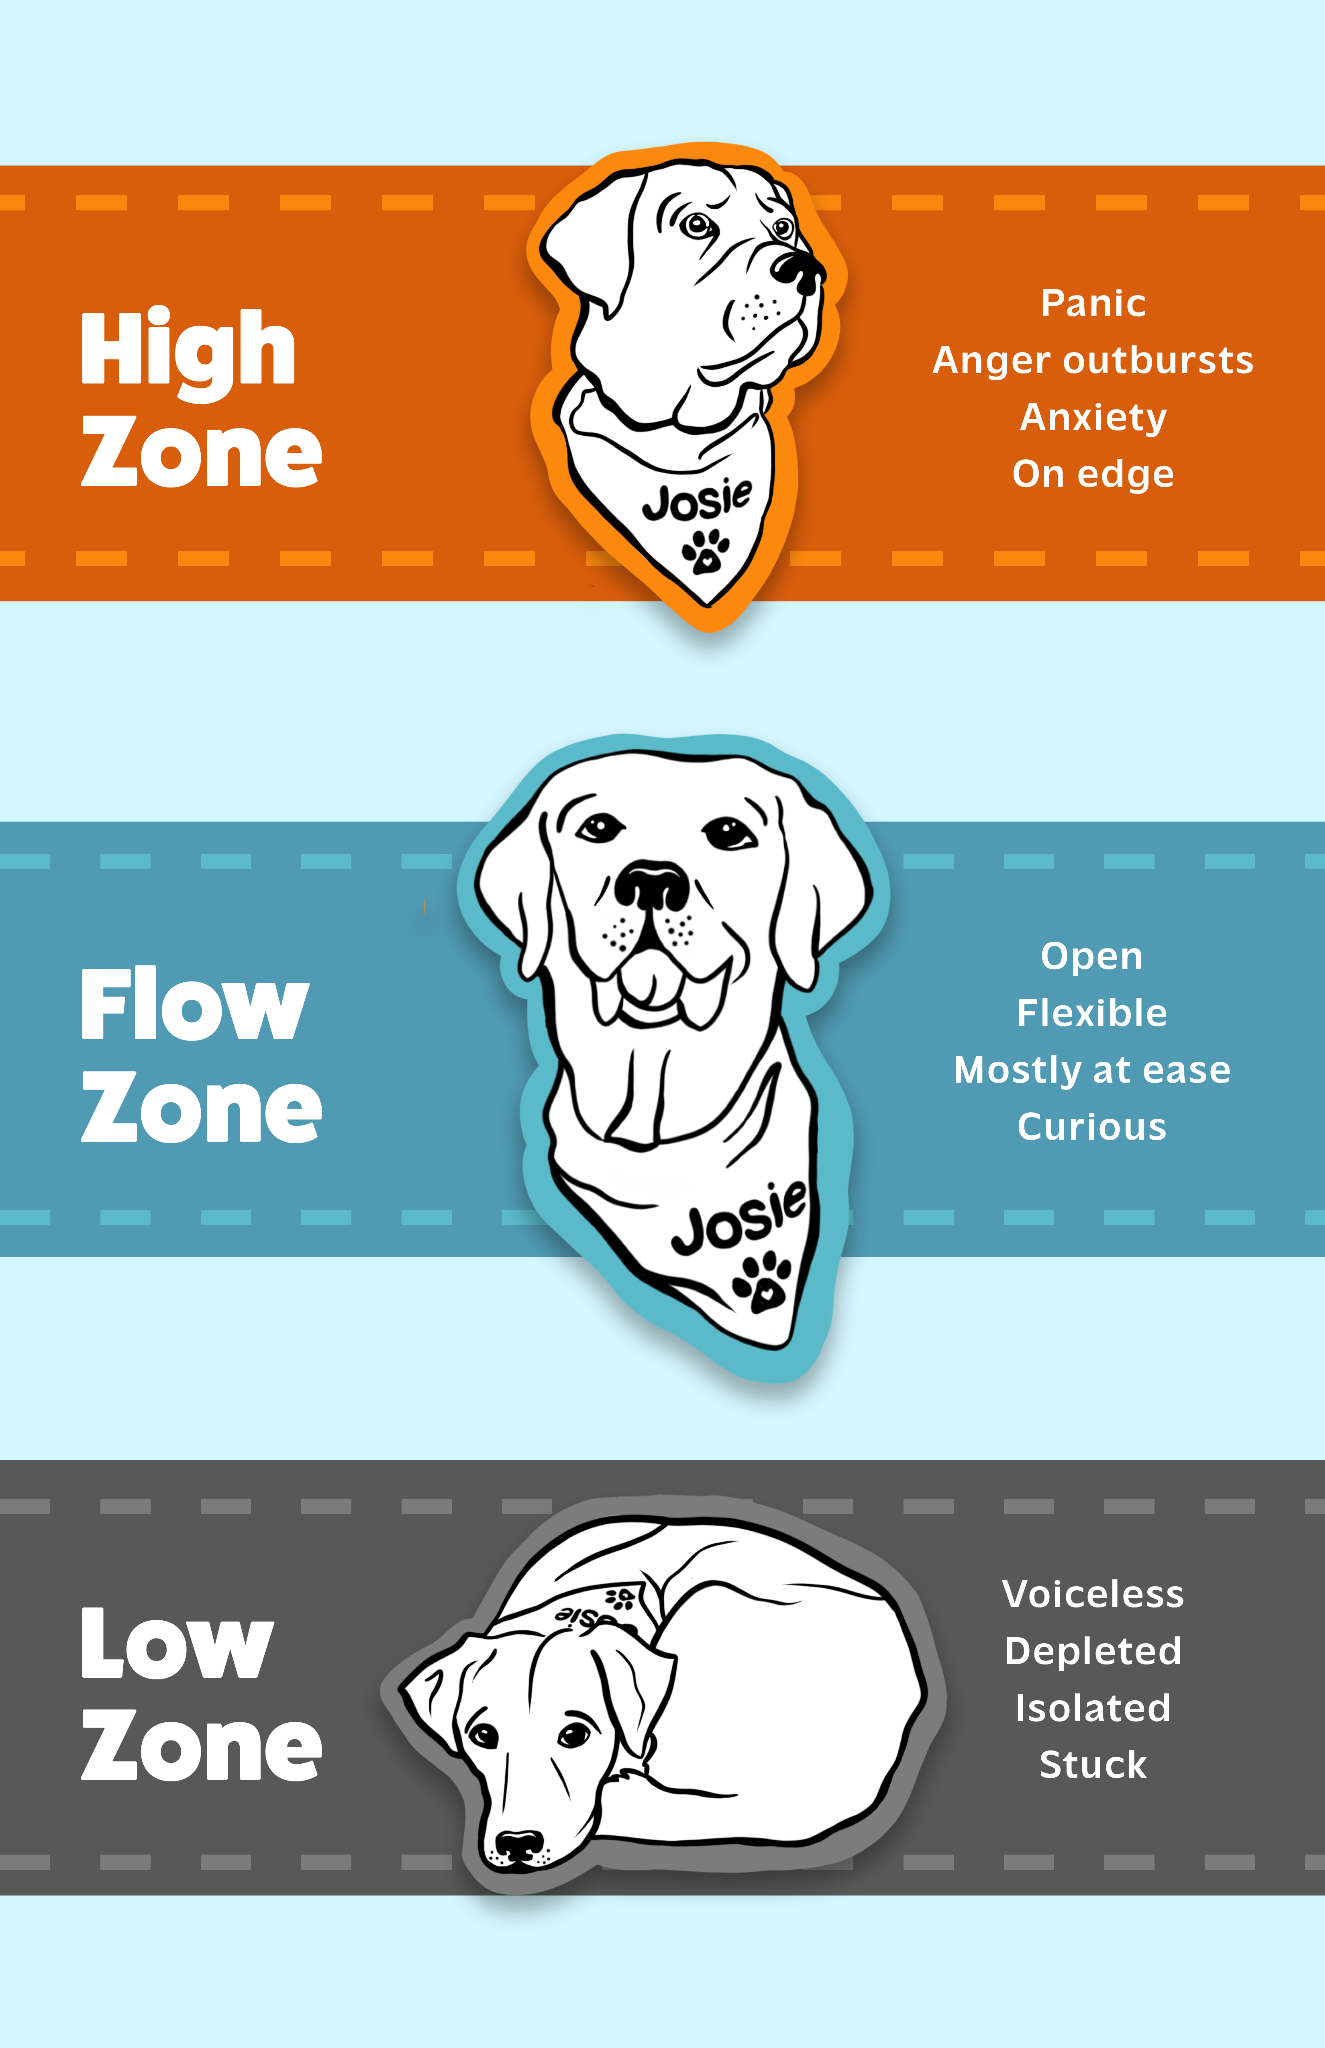 High
Zone
Panic
Anger outbursts
Anxiety
On edge
Josie
Flow
Zone
Open
Flexible
Mostly at ease
Curious
Josie
Low
Zone
Voiceless
Depleted
Isolated
Stuck